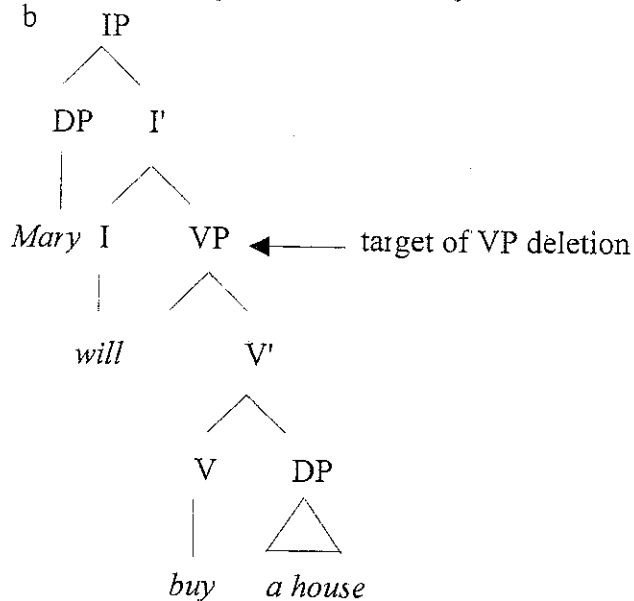 b IP
DP I'
Mary I VP target of VP deletion
will V'
V DP
buy a house